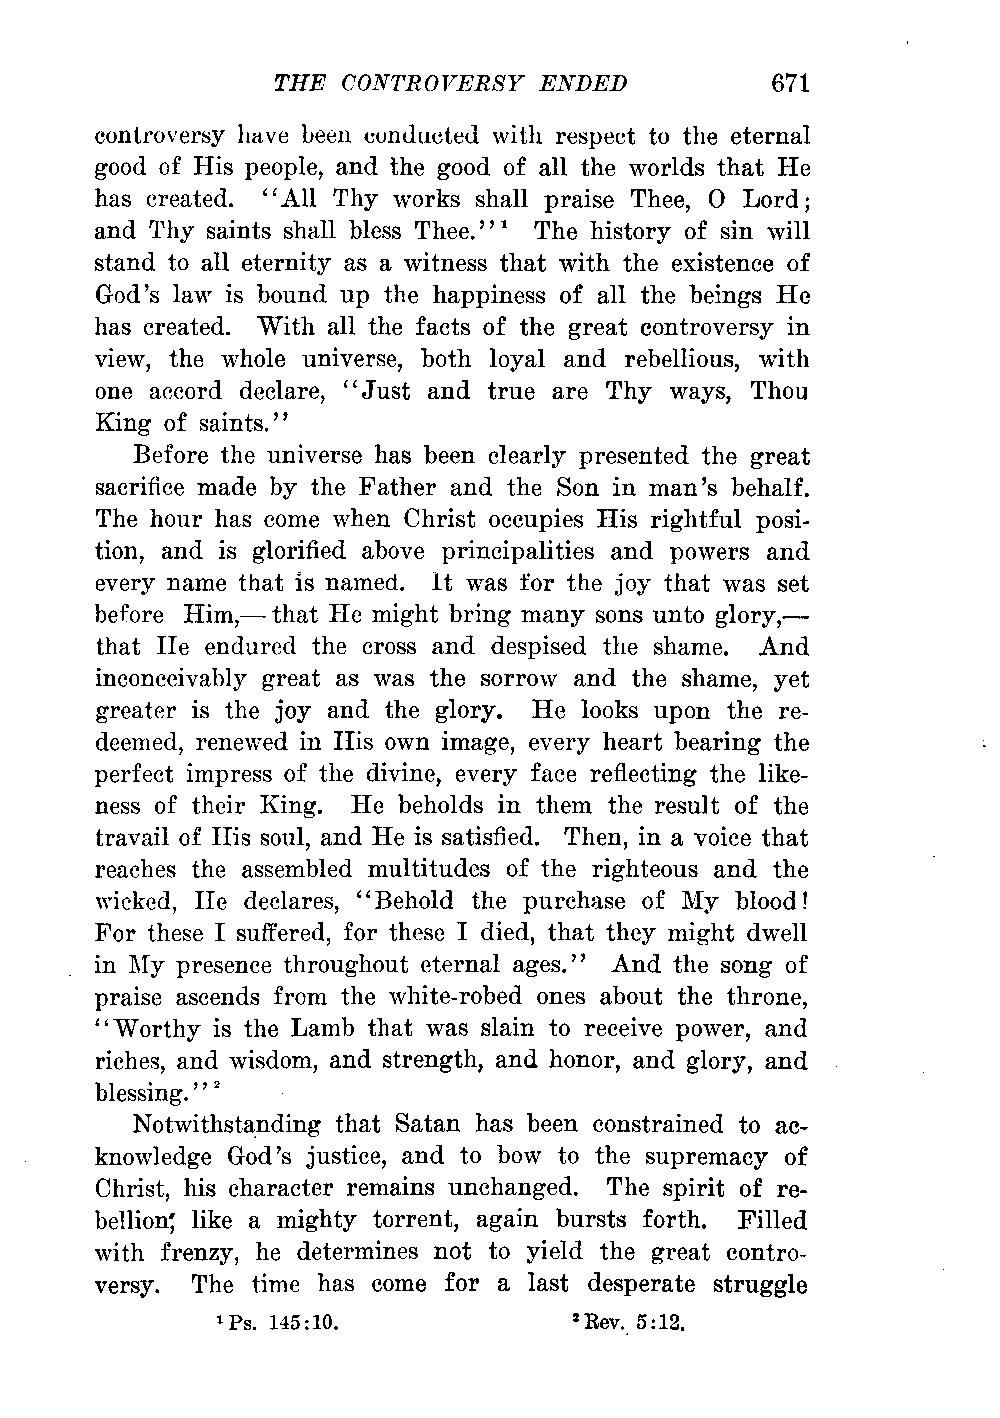 THE CONTROVERSY ENDED 671
controversy have been conducted with respect to the eternal
good of His people, and the good of all the worlds that He
has created. "All Thy works shall praise Thee, O Lord;
and Thy saints shall bless Thee."¹ The history of sin will
stand to all eternity as a witness that with the existence of
God's law is bound up the happiness of all the beings He
has created. With all the facts of the great controversy in
view, the whole universe, both loyal and rebellious, with
one accord declare, "Just and true are Thy ways, Thou
King of saints."
Before the universe has been clearly presented the great
sacrifice made by the Father and the Son in man's behalf.
The hour has come when Christ occupies His rightful posi-
tion, and is glorified above principalities and powers and
every name that is named. It was for the joy that was set
before Him,— that He might bring many sons unto glory,—
that He endured the cross and despised the shame. And
inconceivably great as was the sorrow and the shame, yet
greater is the joy and the glory. He looks upon the re-
deemed, renewed in His own image, every heart bearing the
perfect impress of the divine, every face reflecting the like-
ness of their King. He beholds in them the result of the
travail of His soul, and He is satisfied. Then, in a voice that
reaches the assembled multitudes of the righteous and the
wicked, He declares, "Behold the purchase of My blood!
For these I suffered, for these I died, that they might dwell
in My presence throughout eternal ages." And the song of
praise ascends from the white-robed ones about the throne,
"Worthy is the Lamb that was slain to receive power, and
riches, and wisdom, and strength, and honor, and glory, and
blessing."²
Notwithstanding that Satan has been constrained to ac-
knowledge God's justice, and to bow to the supremacy of
Christ, his character remains unchanged. The spirit of re-
bellion, like a mighty torrent, again bursts forth. Filled
with frenzy, he determines not to yield the great contro-
versy. The time has come for a last desperate struggle
¹ Ps. 145:10. ² Rev. 5:12.